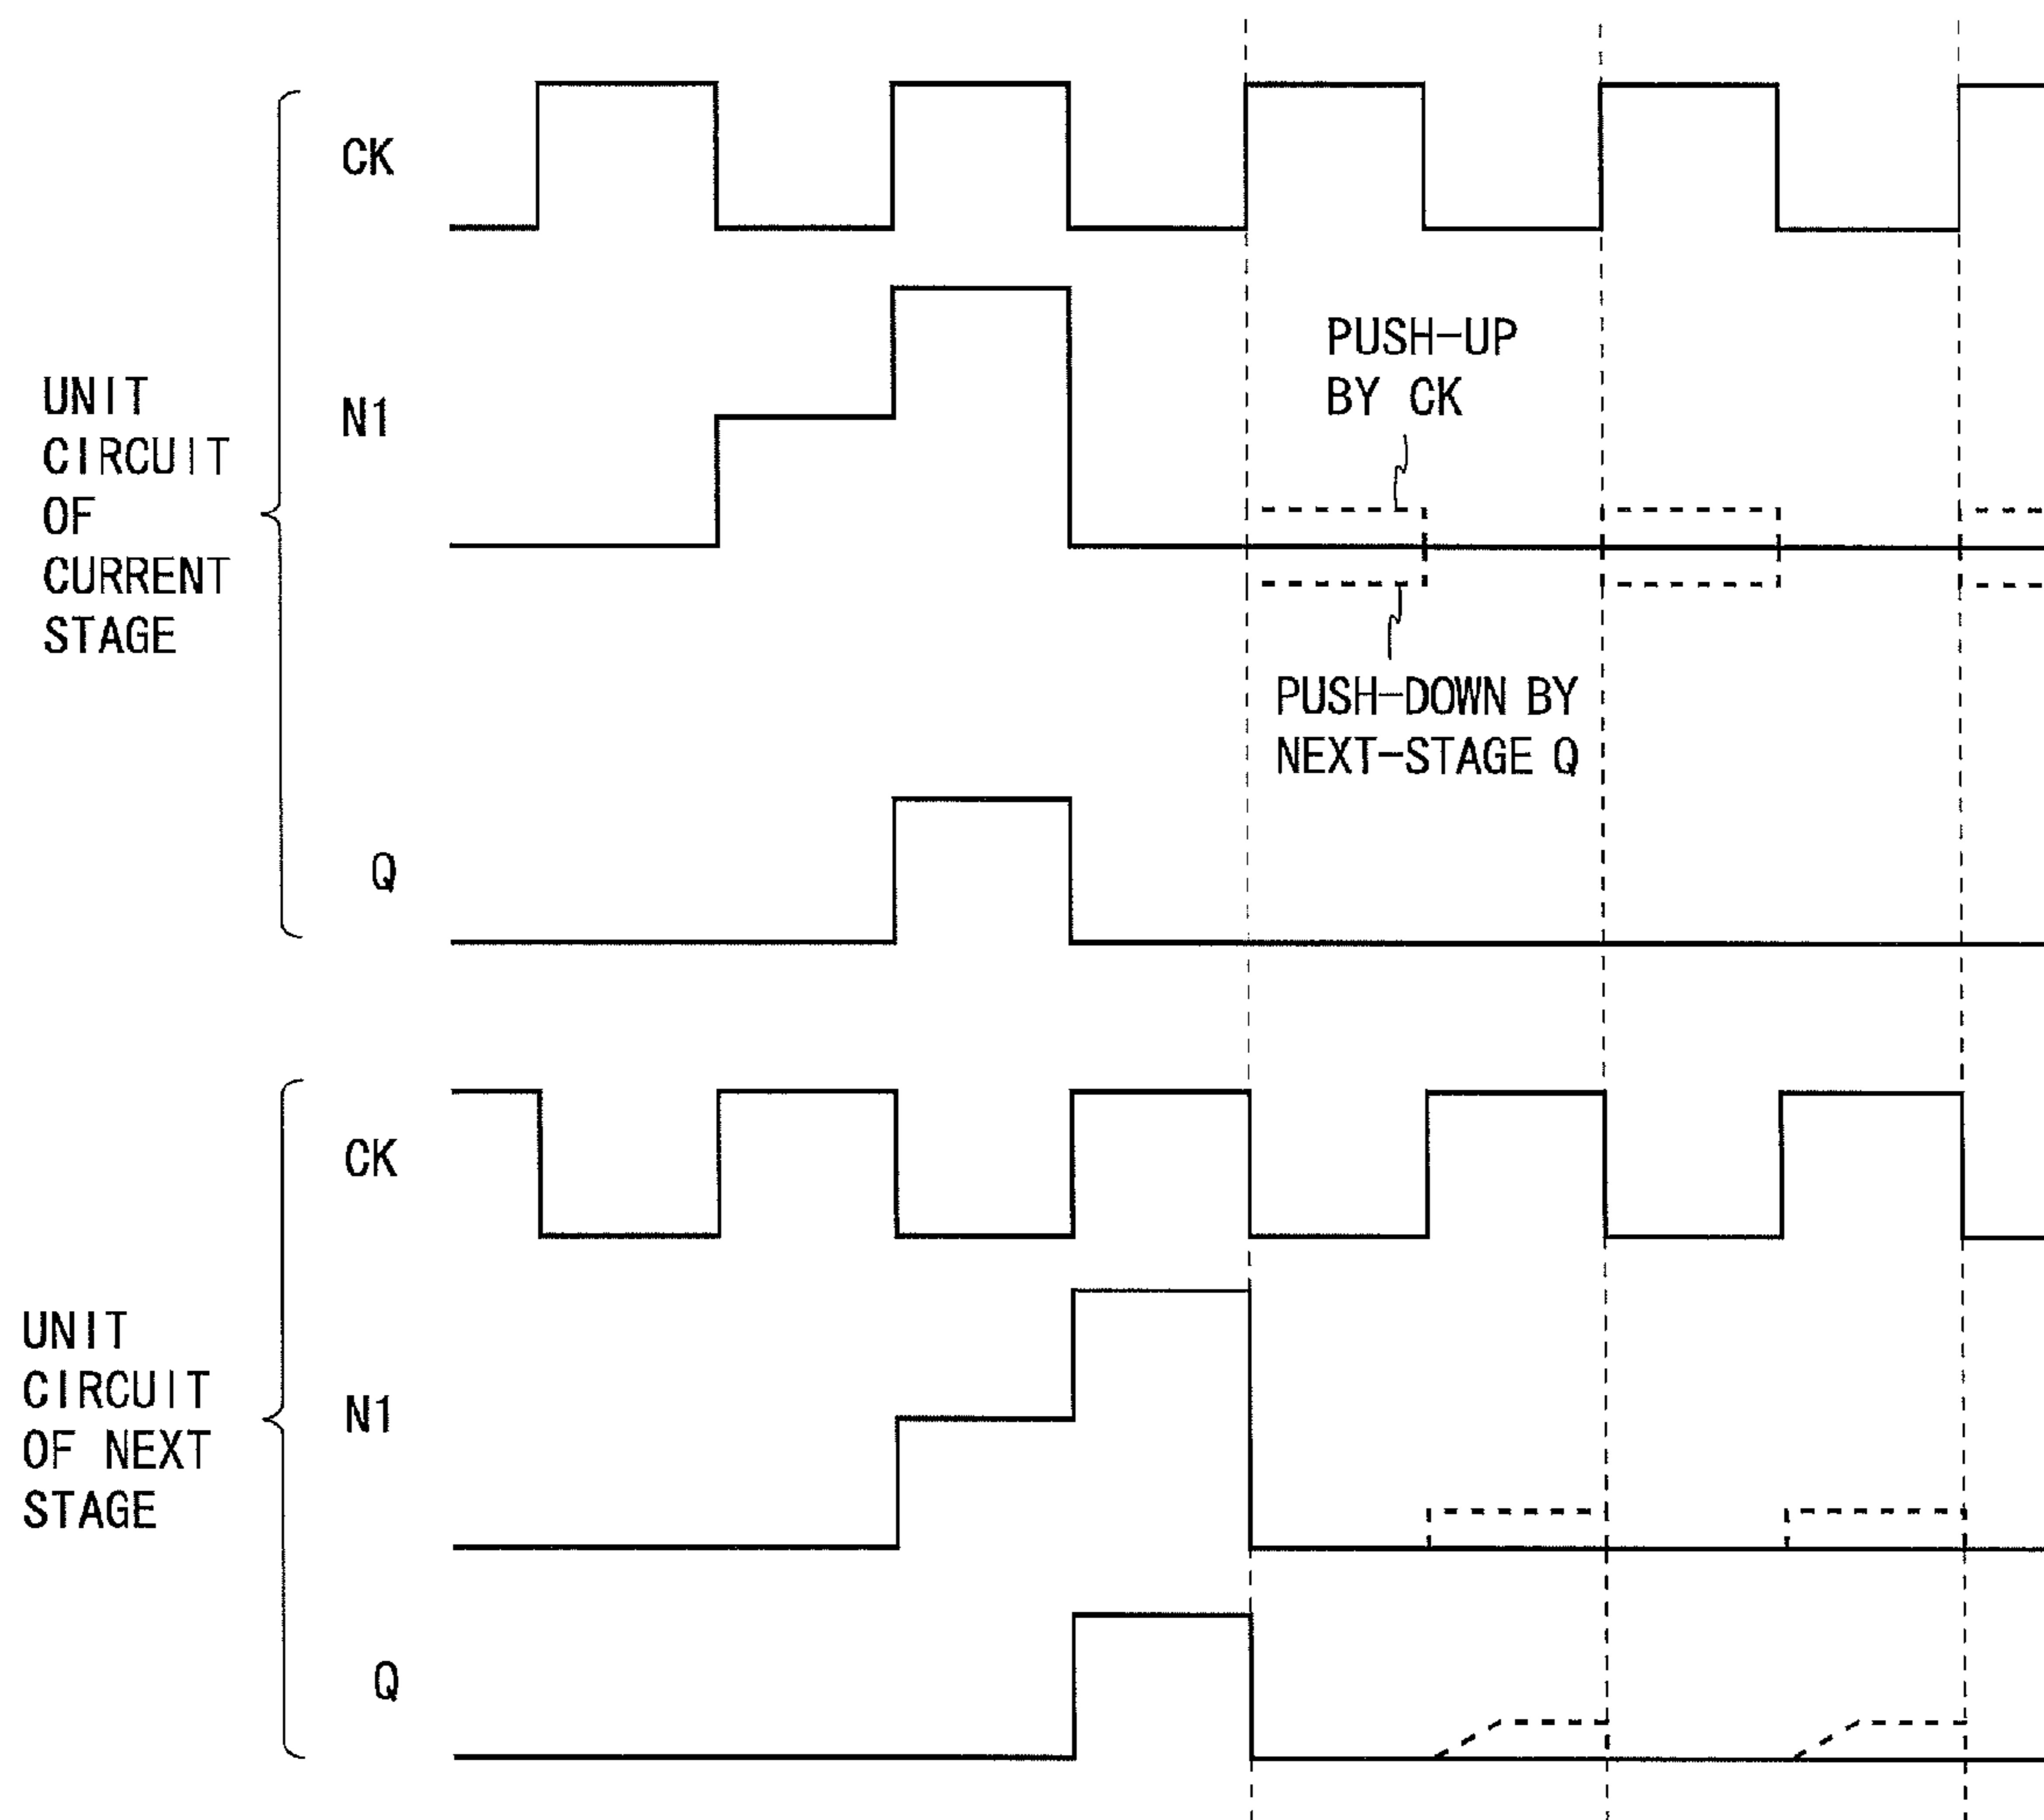 UNIT
CIRCUIT
OF
CURRENT
STAGE
CK
N1
PUSH-UP
BY CK
PUSH-DOWN BY
NEXT-STAGE Q
Q
UNIT
CIRCUIT
OF NEXT
STAGE
CK
N1
Q